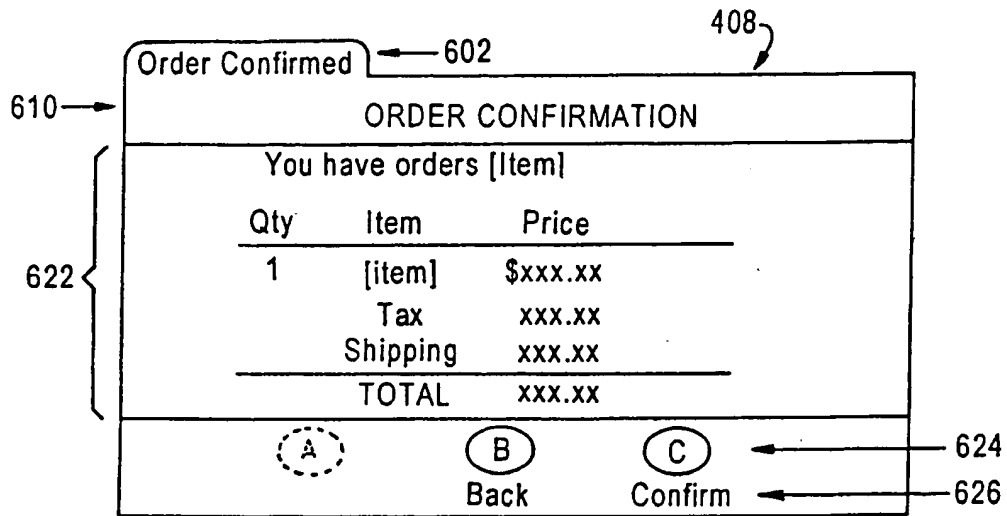 408
Order Confirmed 602
610 ORDER CONFIRMATION
You have orders [Item]
Qty Item Price
622 1 [item] $xxx.xx
Tax xxx.xx
Shipping xxx.xx
TOTAL xxx.xx
A B C 624
Back Confirm 626